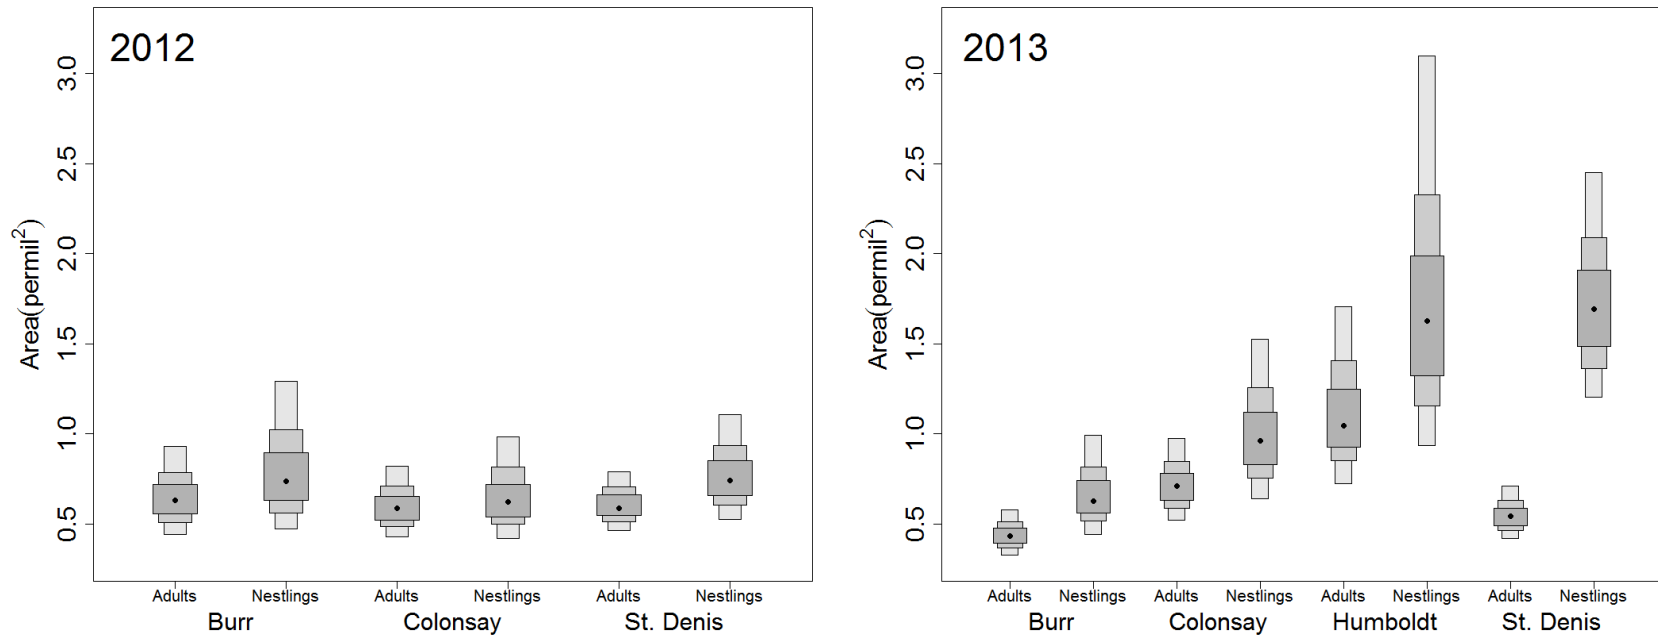 2012
3.0
2.5
2.0
1.5
1.0
0.5
Area(permil²)
Adults Nestlings Adults Nestlings Adults Nestlings
Burr Colonsay St. Denis
2013
3.0
2.5
2.0
1.5
1.0
0.5
Area(permil²)
Adults Nestlings Adults Nestlings Adults Nestlings Adults Nestlings
Burr Colonsay Humboldt St. Denis